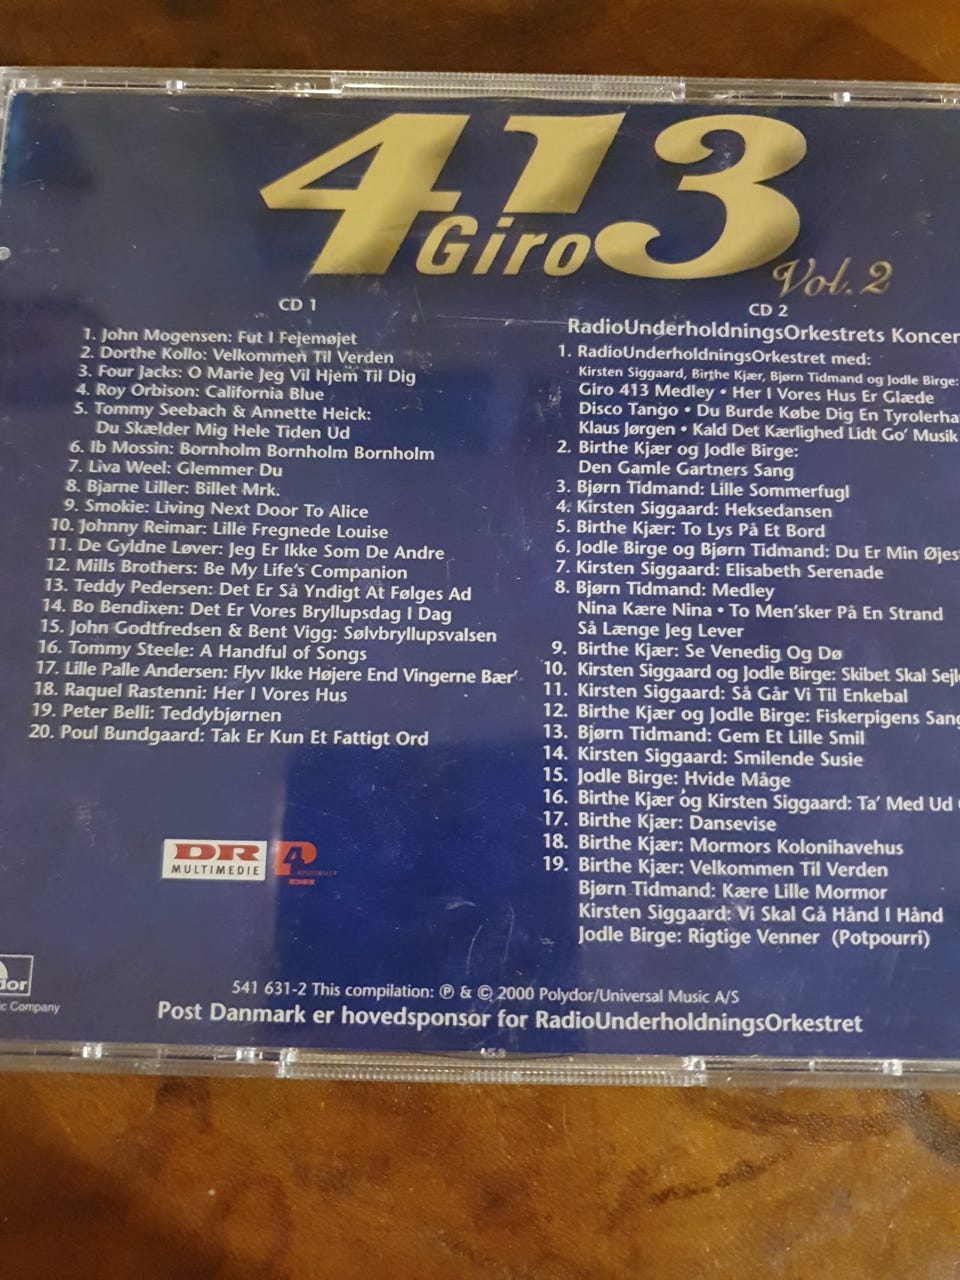 413
Giro
Vol. 2
CD 1
1. John Mogensen: Fut I Fejemøjet
2. Dorthe Kollo: Velkommen Til Verden
3. Four Jacks: O Marie Jeg Vil Hjem Til Dig
4. Roy Orbison: California Blue
5. Tommy Seebach & Annette Heick:
Du Skælder Mig Hele Tiden Ud
6. Ib Mossin: Bornholm Bornholm Bornholm
7. Liva Weel: Glemmer Du
8. Bjarne Liller: Billet Mrk.
9. Smokie: Living Next Door To Alice
10. Johnny Reimar: Lille Fregnede Louise
11. De Gyldne Løver: Jeg Er Ikke Som De Andre
12. Mills Brothers: Be My Life's Companion
13. Teddy Pedersen: Det Er Så Yndigt At Følges Ad
14. Bo Bendixen: Det Er Vores Bryllupsdag I Dag
15. John Godtfredsen & Bent Vigg: Sølvbryllupsvalsen
16. Tommy Steele: A Handful of Songs
17. Lille Palle Andersen: Flyv Ikke Højere End Vingerne Bær'
18. Raquel Rastenni: Her I Vores Hus
19. Peter Belli: Teddybjørnen
20. Poul Bundgaard: Tak Er Kun Et Fattigt Ord
CD 2
RadioUnderholdningsOrkestrets Koncer
1. RadioUnderholdningsOrkestret med:
Kirsten Siggaard, Birthe Kjær, Bjørn Tidmand og Jodle Birge:
Giro 413 Medley • Her I Vores Hus Er Glæde
Disco Tango • Du Burde Købe Dig En Tyrolerha
Klaus Jørgen • Kald Det Kærlighed Lidt Go' Musik
2. Birthe Kjær og Jodle Birge:
Den Gamle Gartners Sang
3. Bjørn Tidmand: Lille Sommerfugl
4. Kirsten Siggaard: Heksedansen
5. Birthe Kjær: To Lys På Et Bord
6. Jodle Birge og Bjørn Tidmand: Du Er Min Øjes
7. Kirsten Siggaard: Elisabeth Serenade
8. Bjørn Tidmand: Medley
Nina Kære Nina • To Men'sker På En Strand
Så Længe Jeg Lever
9. Birthe Kjær: Se Venedig Og Dø
10. Kirsten Siggaard og Jodle Birge: Skibet Skal Sejl
11. Kirsten Siggaard: Så Går Vi Til Enkebal
12. Birthe Kjær og Jodle Birge: Fiskerpigens Sang
13. Bjørn Tidmand: Gem Et Lille Smil
14. Kirsten Siggaard: Smilende Susie
15. Jodle Birge: Hvide Måge
16. Birthe Kjær og Kirsten Siggaard: Ta' Med Ud
17. Birthe Kjær: Dansevise
18. Birthe Kjær: Mormors Kolonihavehus
19. Birthe Kjær: Velkommen Til Verden
Bjørn Tidmand: Kære Lille Mormor
Kirsten Siggaard: Vi Skal Gå Hånd I Hånd
Jodle Birge: Rigtige Venner (Potpourri)
DR
MULTIMEDIE
P4
DR
dor
ic Company
541 631-2 This compilation: ℗ & © 2000 Polydor/Universal Music A/S
Post Danmark er hovedsponsor for RadioUnderholdningsOrkestret